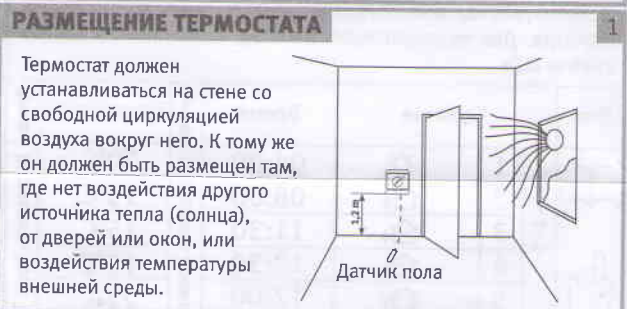 РАЗМЕЩЕНИЕ ТЕРМОСТАТА 1
Термостат должен
устанавливаться на стене со
свободной циркуляцией
воздуха вокруг него. К тому же
он должен быть размещен там,
где нет воздействия другого
источника тепла (солнца),
от дверей или окон, или
воздействия температуры
внешней среды.
1,2 m
Датчик пола